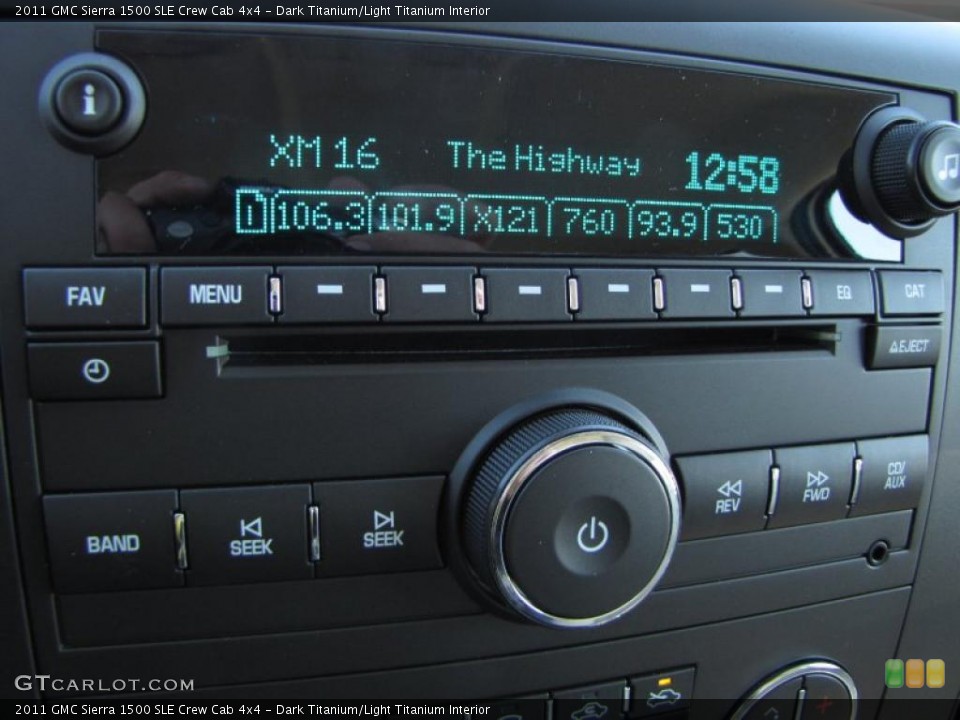 2011 GMC Sierra 1500 SLE Crew Cab 4x4 – Dark Titanium/Light Titanium Interior
i
XM 16 The Highway 12:58
1 106.3 101.9 X121 760 93.9 530
FAV MENU EQ CAT
EJECT
BAND SEEK SEEK REV FWD CD/
AUX
GTCARLOT.COM
2011 GMC Sierra 1500 SLE Crew Cab 4x4 – Dark Titanium/Light Titanium Interior